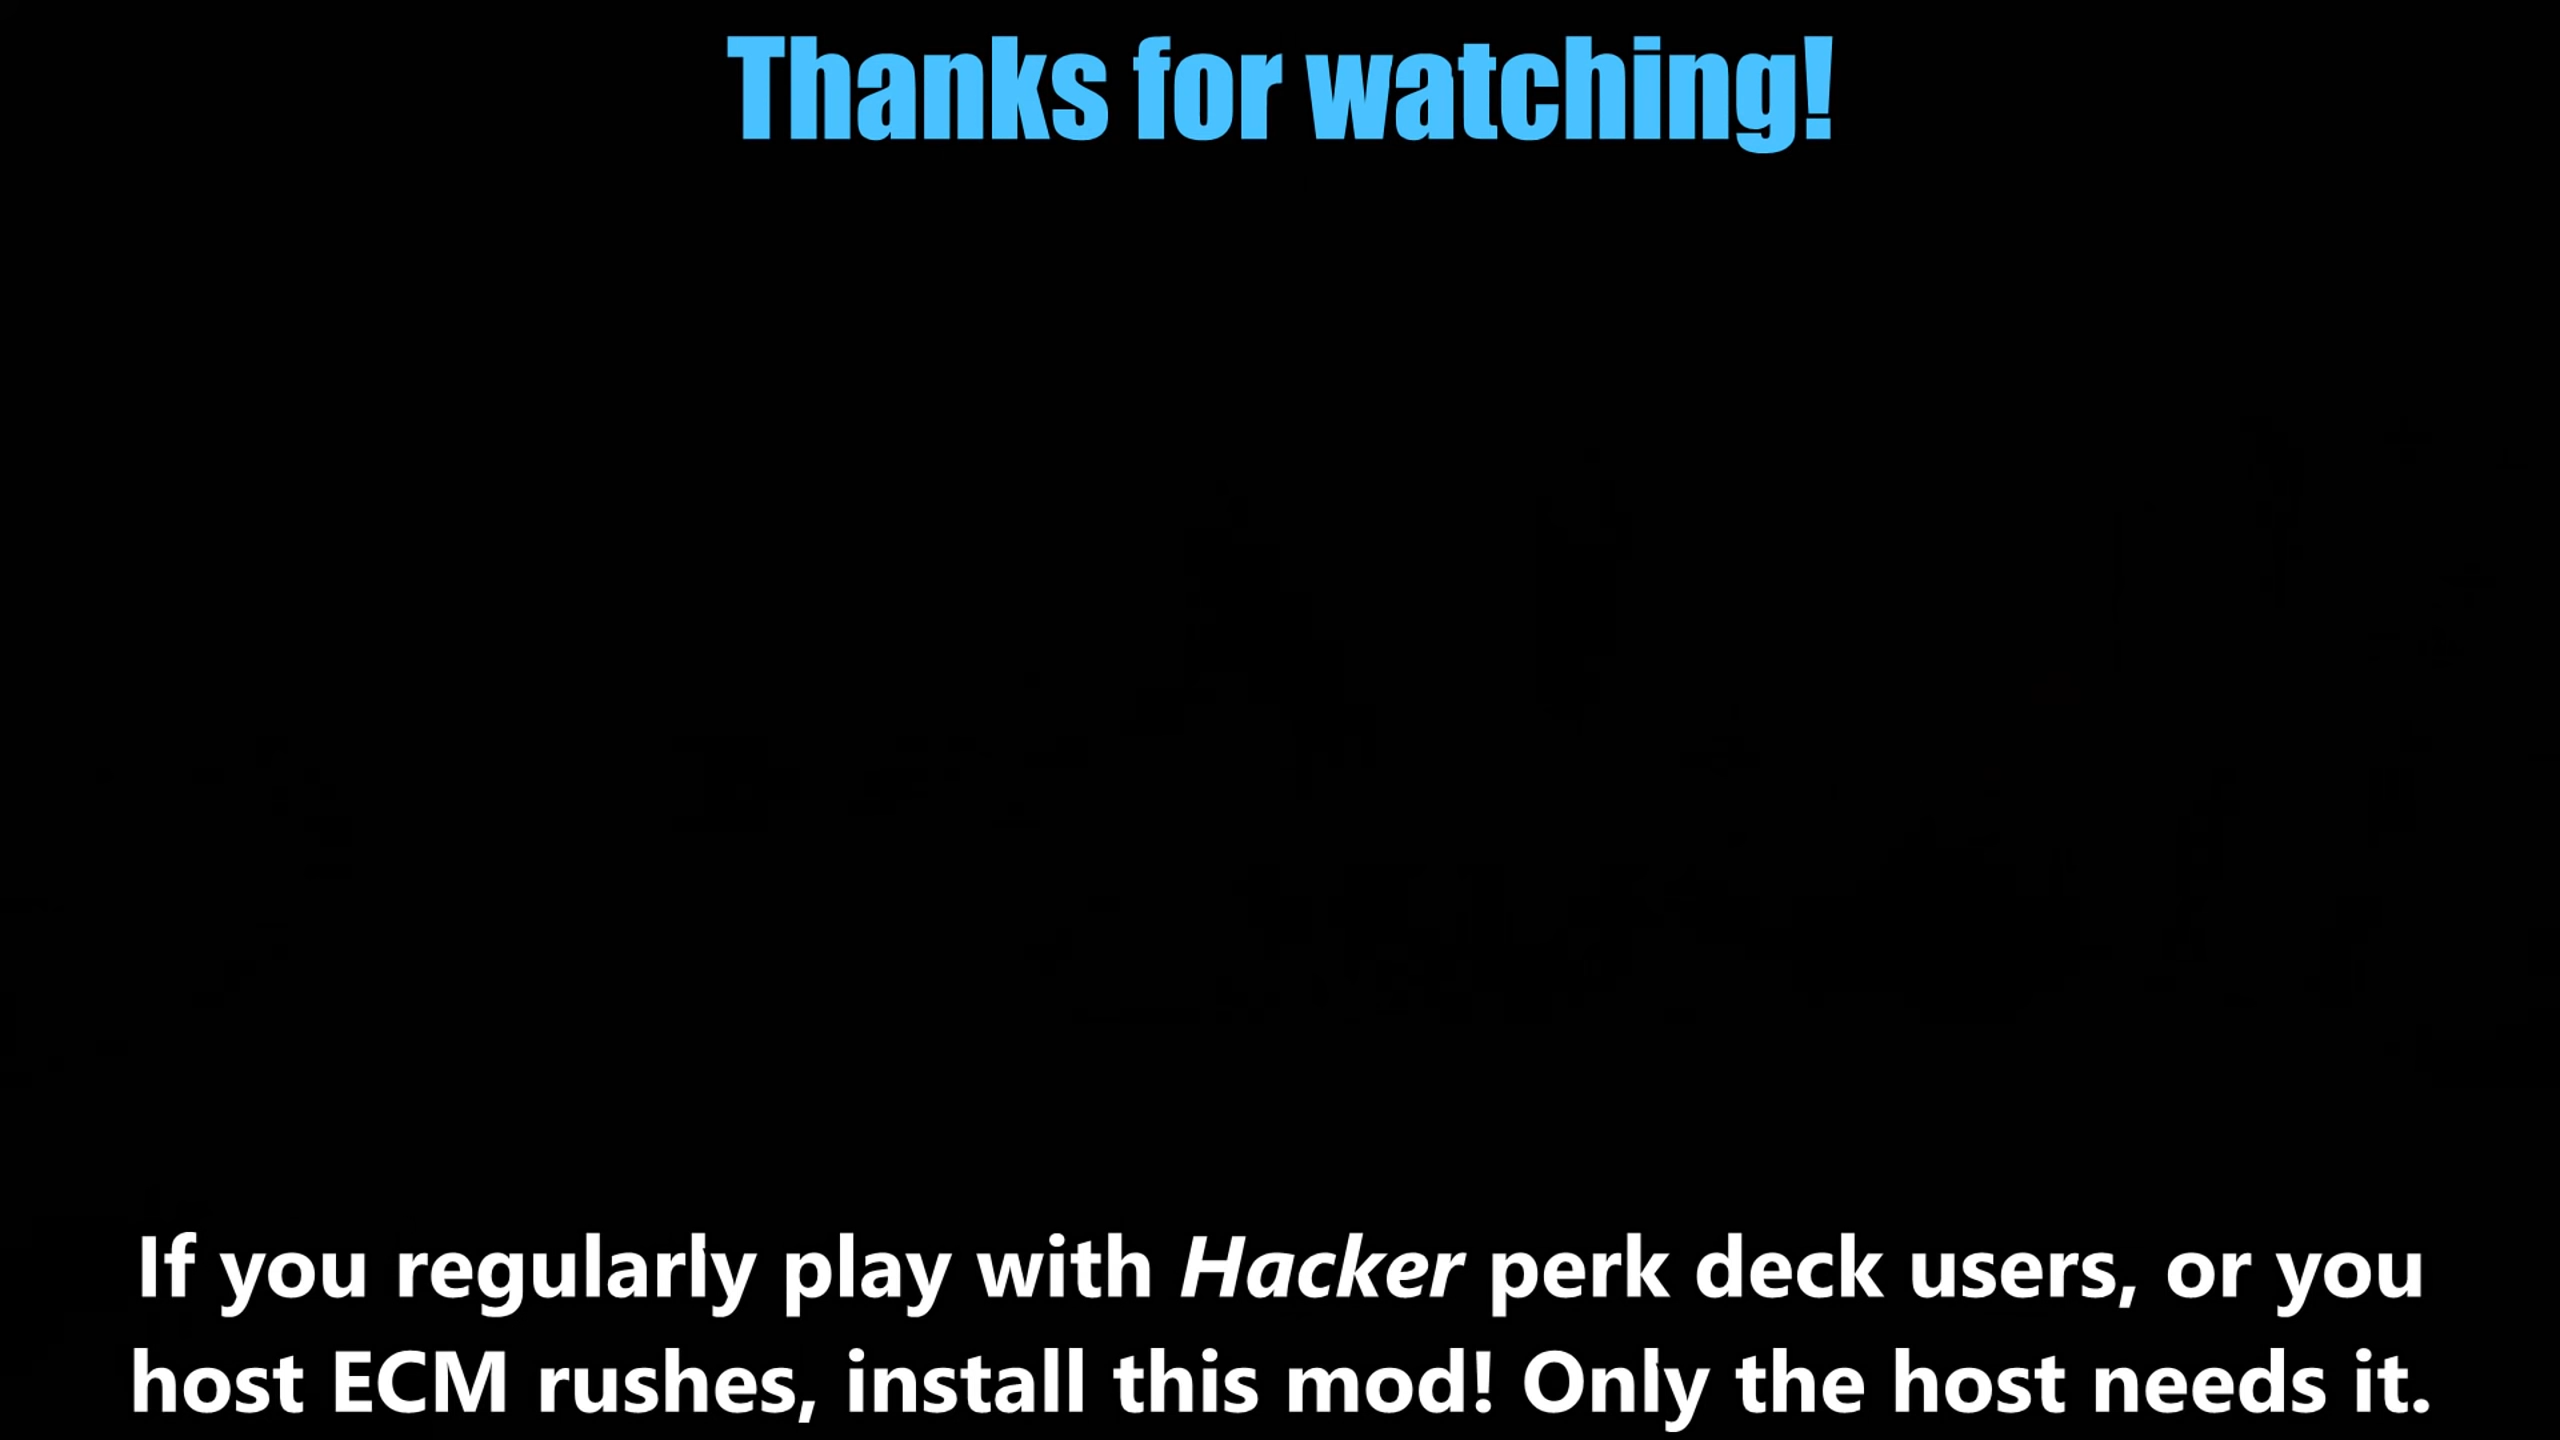 Thanks for watching!
If you regularly play with Hacker perk deck users, or you
host ECM rushes, install this mod! Only the host needs it.